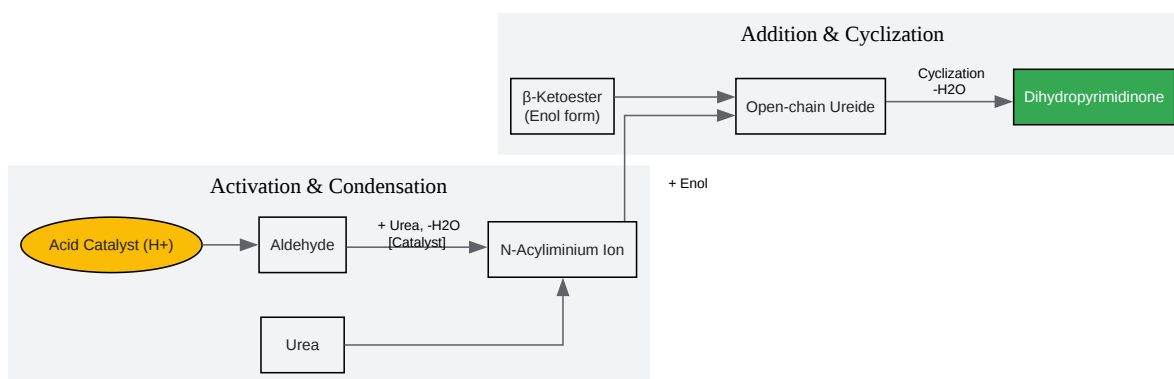 Addition & Cyclization
β-Ketoester
(Enol form)
Open-chain Ureide
Cyclization
-H2O
Dihydropyrimidinone
Activation & Condensation
+ Enol
Acid Catalyst (H+)
Aldehyde
+ Urea, -H2O
[Catalyst]
N-Acyliminium Ion
Urea